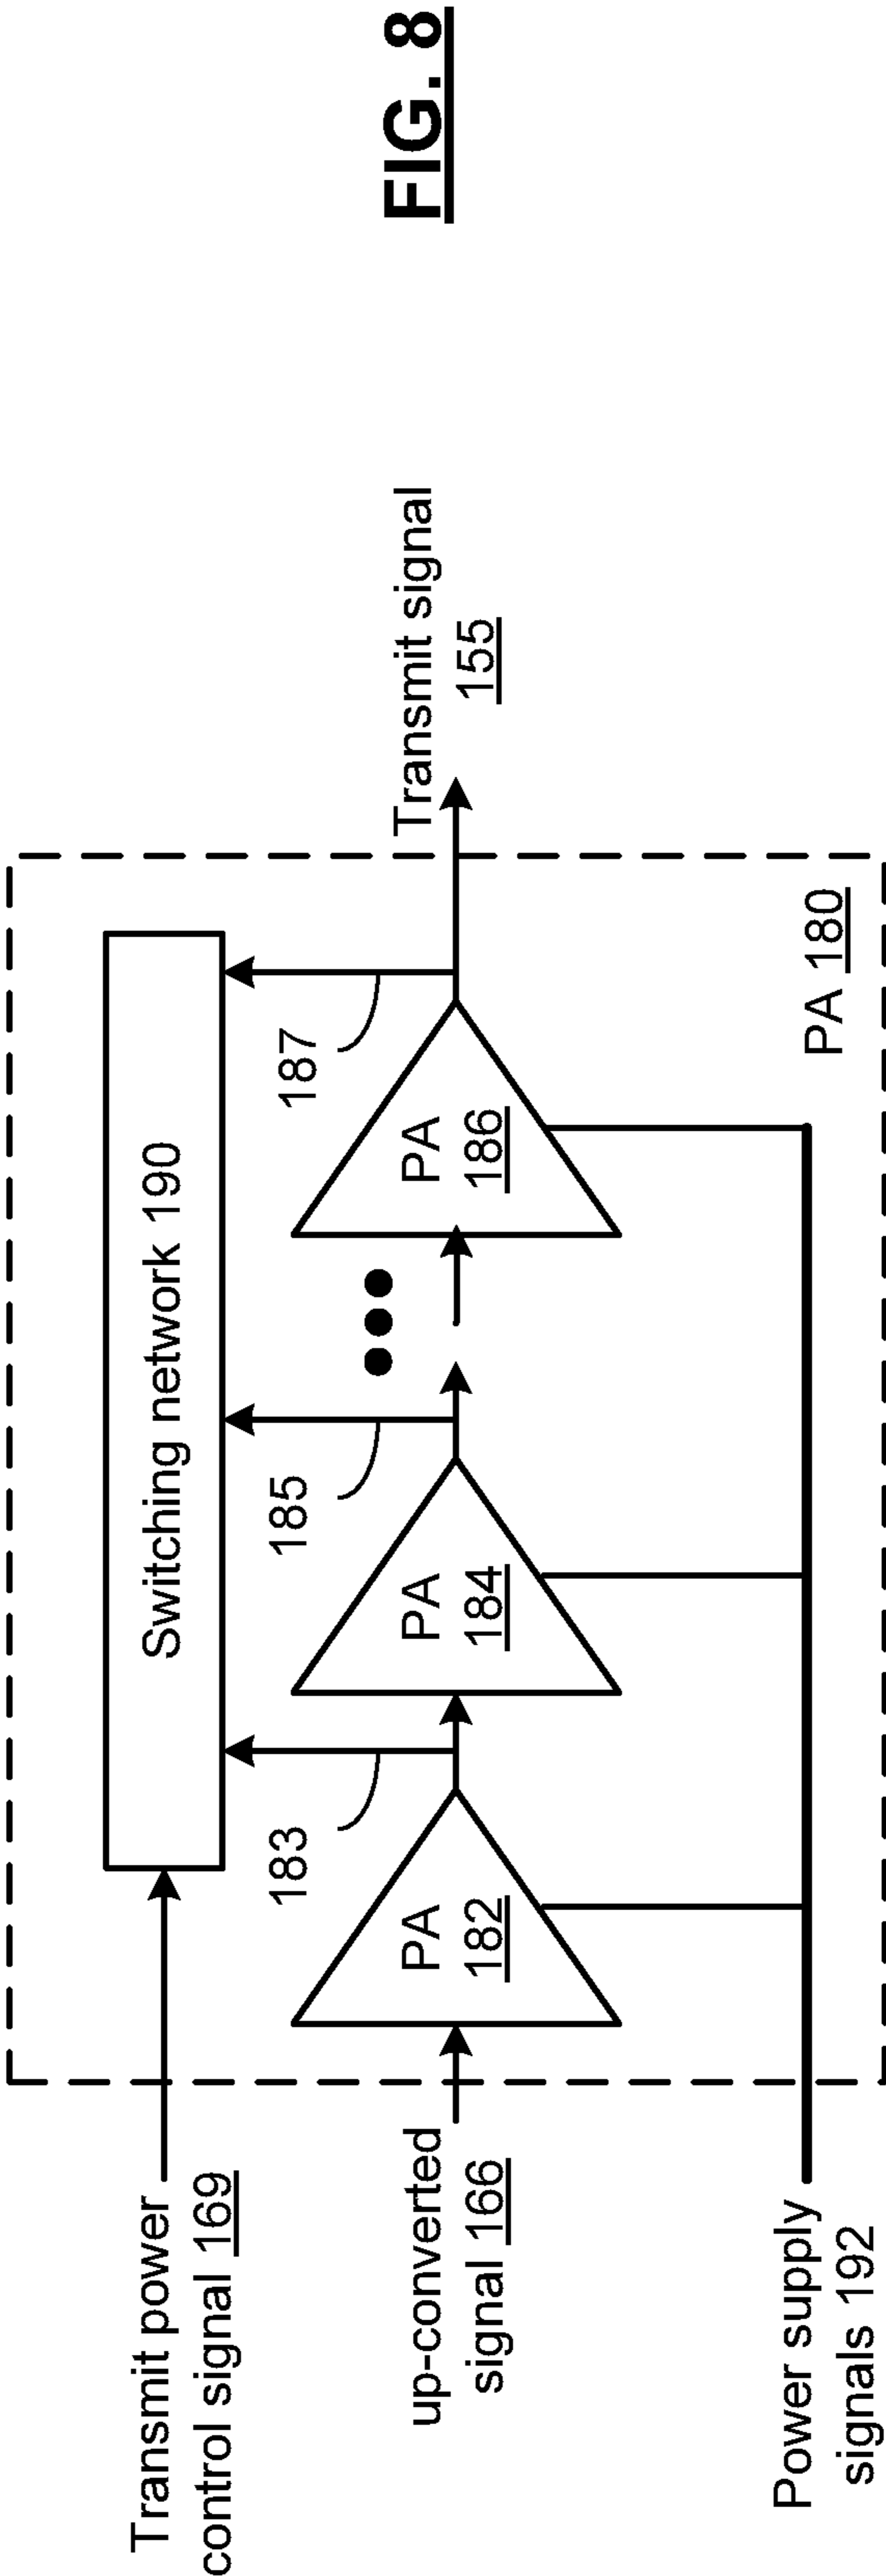 Transmit power
control signal 169
Switching network 190
183
185
187
up-converted
signal 166
PA
182
PA
184
PA
186
Transmit signal
155
Power supply
signals 192
PA 180
FIG. 8